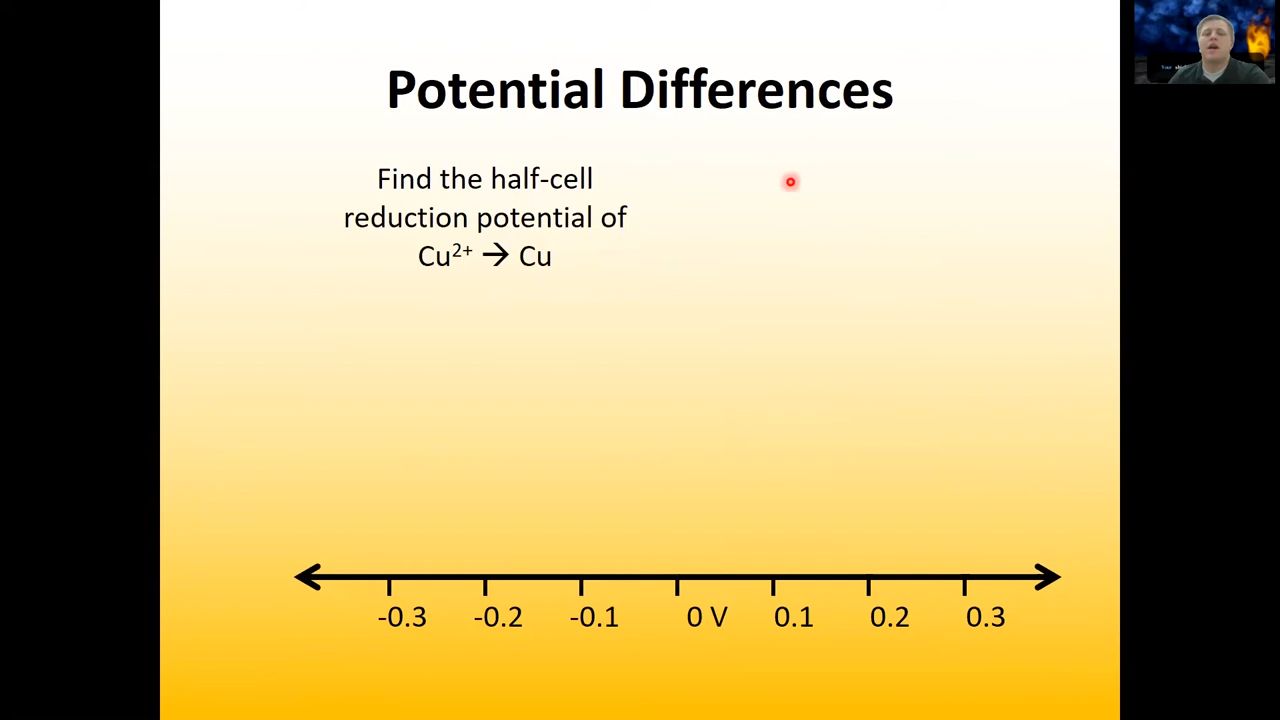 Potential Differences
Find the half-cell
reduction potential of
Cu²⁺ → Cu
-0.3 -0.2 -0.1 0 V 0.1 0.2 0.3